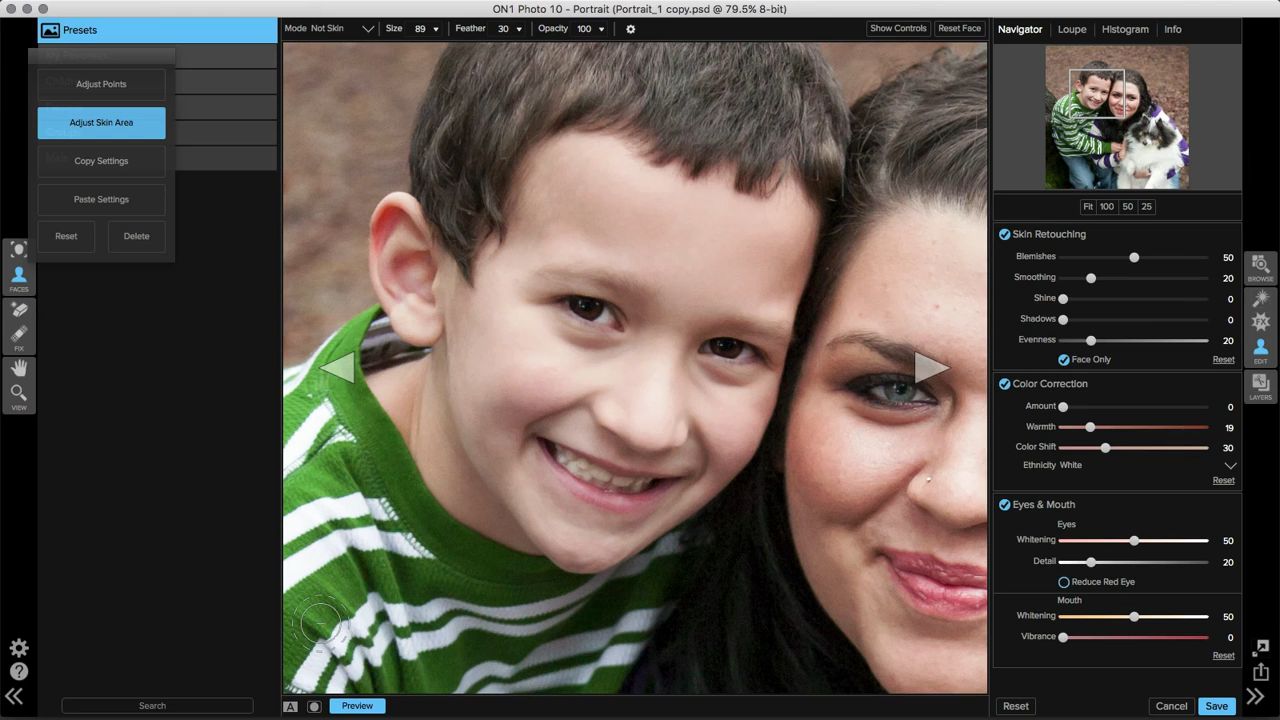 ON1 Photo 10 - Portrait (Portrait_1 copy.psd @ 79.5% 8-bit)
Presets
Mode Not Skin Size 89 Feather 30 Opacity 100
Show Controls Reset Face
Navigator Loupe Histogram Info
Adjust Points
Adjust Skin Area
Copy Settings
Paste Settings
Reset Delete
FACES
FIX
VIEW
Search
A Preview
Fit 100 50 25
Skin Retouching
Blemishes 50
Smoothing 20
Shine 0
Shadows 0
Evenness 20
Face Only Reset
Color Correction
Amount 0
Warmth 19
Color Shift 30
Ethnicity White
Reset
Eyes & Mouth
Eyes
Whitening 50
Detail 20
Reduce Red Eye
Mouth
Whitening 50
Vibrance 0
Reset
Reset Cancel Save
BROWSE
FX
EDIT
LAYERS